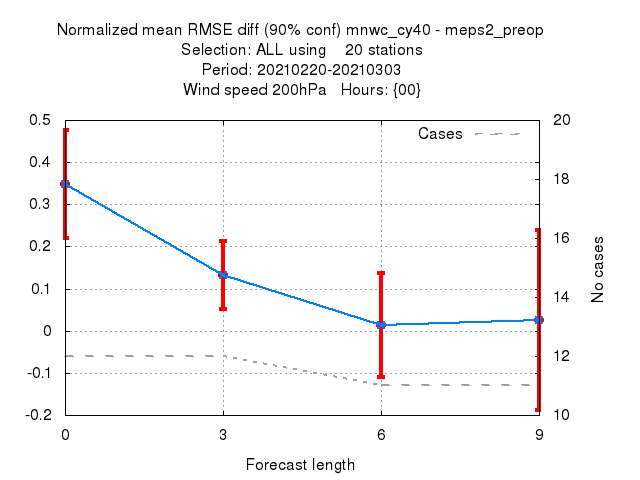 Normalized mean RMSE diff (90% conf) mnwc_cy40 - meps2_preop
Selection: ALL using 20 stations
Period: 20210220-20210303
Wind speed 200hPa Hours: {00}
Cases
0.5
0.4
0.3
0.2
0.1
0
-0.1
-0.2
20
18
16
14
12
10
No cases
0 3 6 9
Forecast length